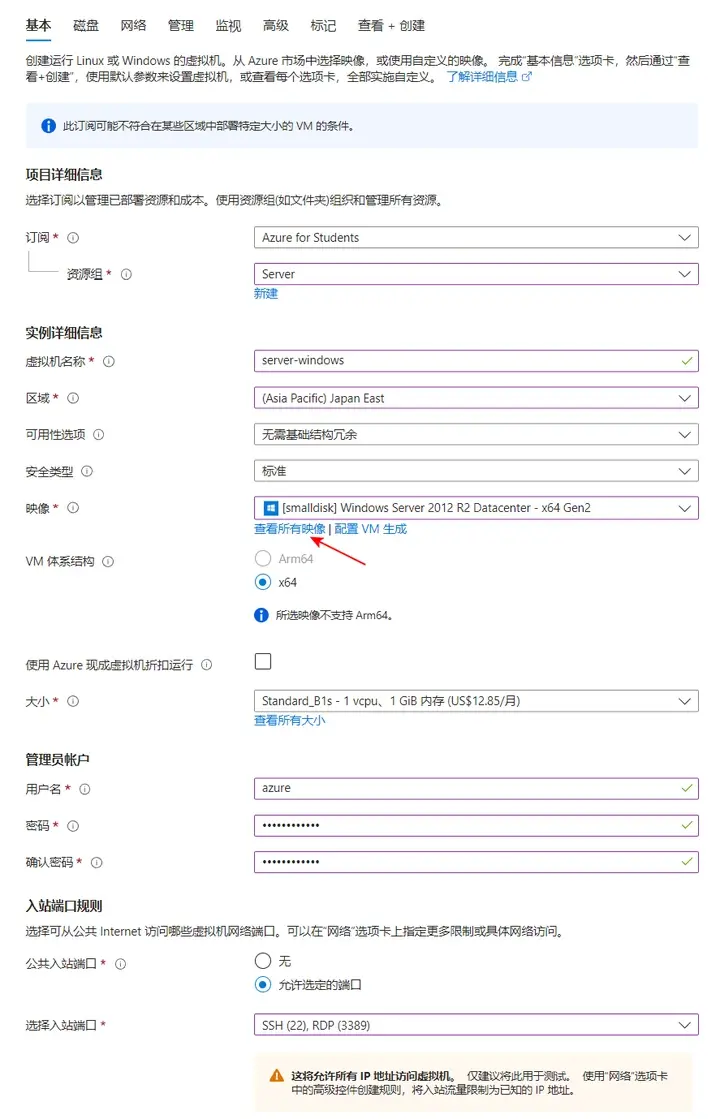 基本 磁盘 网络 管理 监视 高级 标记 查看 + 创建
创建运行 Linux 或 Windows 的虚拟机。从 Azure 市场中选择映像，或使用自定义的映像。 完成"基本信息"选项卡，然后通过"查
看+创建"，使用默认参数来设置虚拟机，或查看每个选项卡，全部实施自定义。 了解详细信息
此订阅可能不符合在某些区域中部署特定大小的 VM 的条件。
项目详细信息
选择订阅以管理已部署资源和成本。使用资源组(如文件夹)组织和管理所有资源。
订阅 * Azure for Students
资源组 * Server
新建
实例详细信息
虚拟机名称 * server-windows
区域 * (Asia Pacific) Japan East
可用性选项 无需基础结构冗余
安全类型 标准
映像 * [smalldisk] Windows Server 2012 R2 Datacenter - x64 Gen2
查看所有映像 | 配置 VM 生成
VM 体系结构 Arm64
x64
所选映像不支持 Arm64。
使用 Azure 现成虚拟机折扣运行
大小 * Standard_B1s - 1 vcpu、1 GiB 内存 (US$12.85/月)
查看所有大小
管理员帐户
用户名 * azure
密码 * ••••••••••••
确认密码 * ••••••••••••
入站端口规则
选择可从公共 Internet 访问哪些虚拟机网络端口。可以在"网络"选项卡上指定更多限制或具体网络访问。
公共入站端口 * 无
允许选定的端口
选择入站端口 * SSH (22), RDP (3389)
这将允许所有 IP 地址访问虚拟机。 仅建议将此用于测试。 使用"网络"选项卡
中的高级控件创建规则，将入站流量限制为已知的 IP 地址。